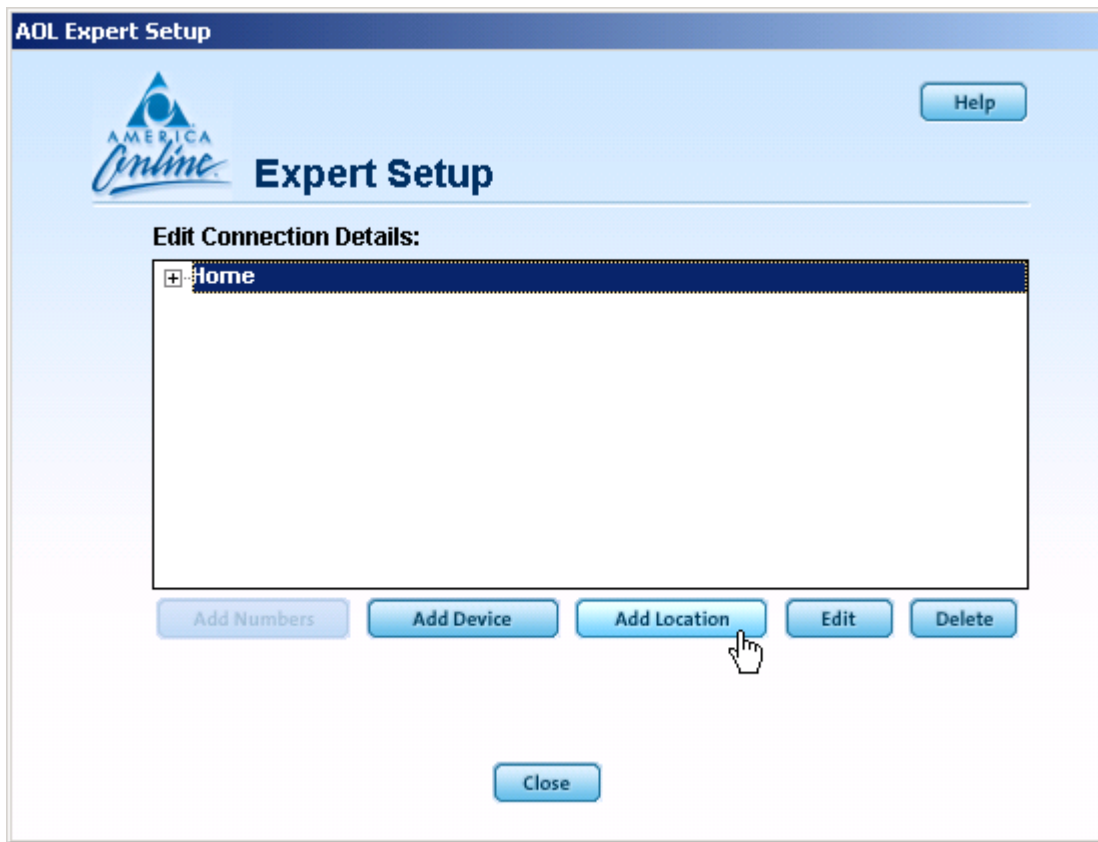 AOL Expert Setup
Help
AMERICA
Online.
Expert Setup
Edit Connection Details:
Home
Add Numbers Add Device Add Location Edit Delete
Close